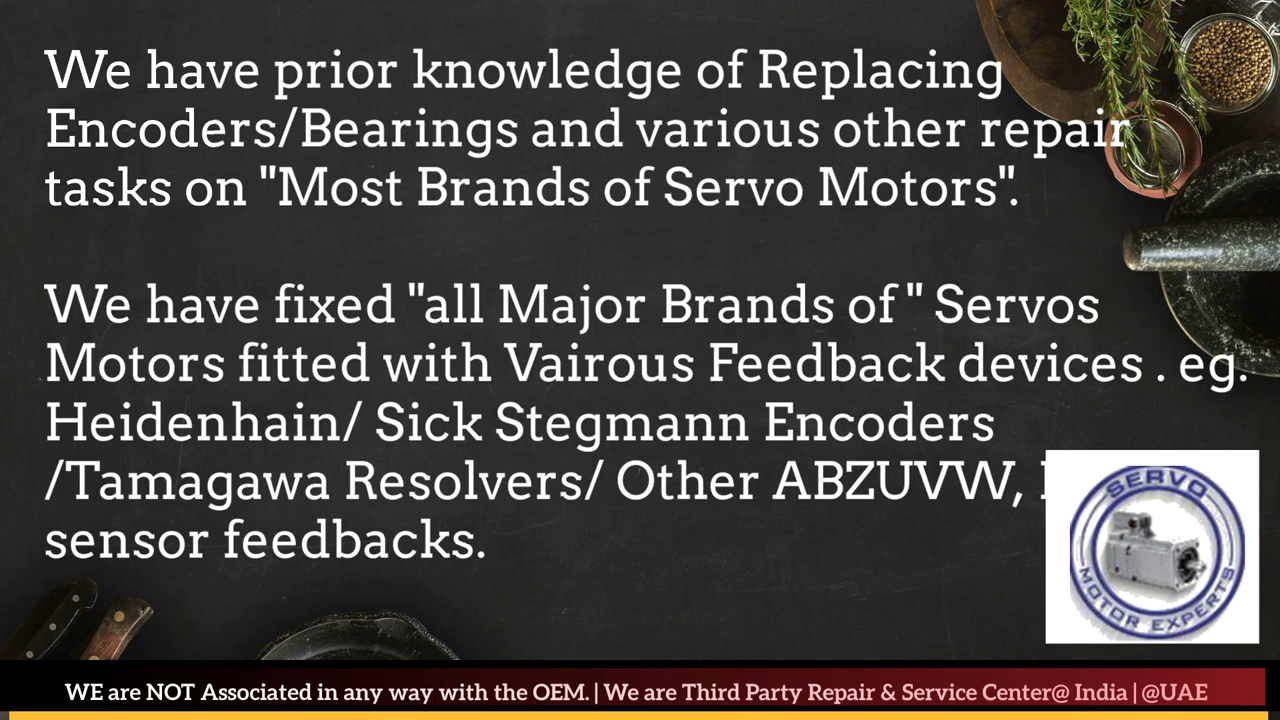 We have prior knowledge of Replacing
Encoders/Bearings and various other repair
tasks on "Most Brands of Servo Motors".
We have fixed "all Major Brands of " Servos
Motors fitted with Vairous Feedback devices . eg.
Heidenhain/ Sick Stegmann Encoders
/Tamagawa Resolvers/ Other ABZUVW,
sensor feedbacks.
SERVO
MOTOR EXPERTS
WE are NOT Associated in any way with the OEM. | We are Third Party Repair & Service Center@ India | @UAE